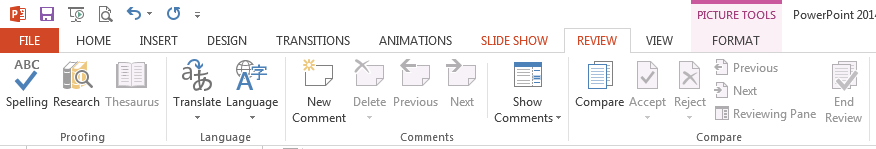 PICTURE TOOLS PowerPoint 2014
FILE HOME INSERT DESIGN TRANSITIONS ANIMATIONS SLIDE SHOW REVIEW VIEW FORMAT
ABC
Spelling Research Thesaurus
Proofing
Translate Language
Language
New Comment Delete Previous Next Show Comments
Comments
Compare Accept Reject
Previous
Next
Reviewing Pane
End Review
Compare